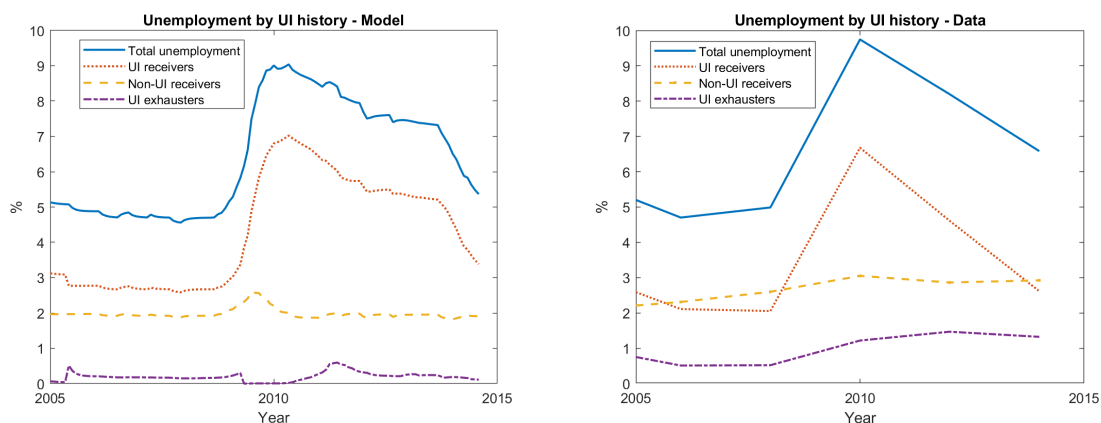 Unemployment by UI history - Model
10
9
8
7
6
5
4
3
2
1
0
%
Total unemployment
UI receivers
Non-UI receivers
UI exhausters
2005
2010
2015
Year
Unemployment by UI history - Data
10
9
8
7
6
5
4
3
2
1
0
%
Total unemployment
UI receivers
Non-UI receivers
UI exhausters
2005
2010
2015
Year